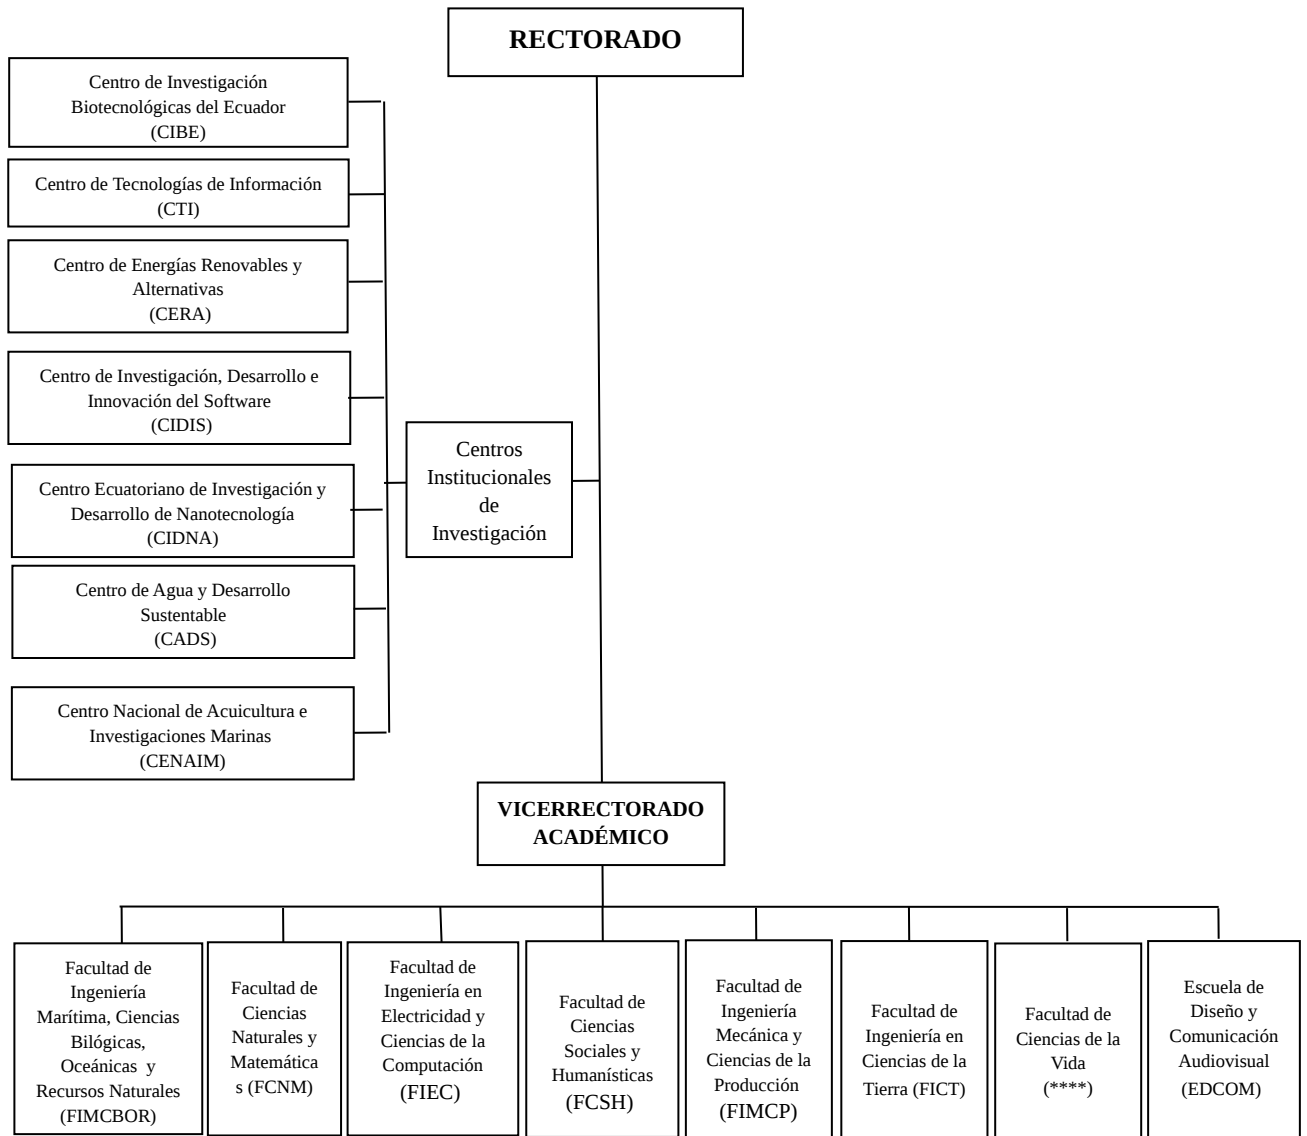 RECTORADO
Centro de Investigación
Biotecnológicas del Ecuador
(CIBE)
Centro de Tecnologías de Información
(CTI)
Centro de Energías Renovables y
Alternativas
(CERA)
Centro de Investigación, Desarrollo e
Innovación del Software
(CIDIS)
Centros
Institucionales
de
Investigación
Centro Ecuatoriano de Investigación y
Desarrollo de Nanotecnología
(CIDNA)
Centro de Agua y Desarrollo
Sustentable
(CADS)
Centro Nacional de Acuicultura e
Investigaciones Marinas
(CENAIM)
VICERRECTORADO
ACADÉMICO
Facultad de
Ingeniería
Marítima, Ciencias
Bilógicas,
Oceánicas y
Recursos Naturales
(FIMCBOR)
Facultad de
Ciencias
Naturales y
Matemática
s (FCNM)
Facultad de
Ingeniería en
Electricidad y
Ciencias de la
Computación
(FIEC)
Facultad de
Ciencias
Sociales y
Humanísticas
(FCSH)
Facultad de
Ingeniería
Mecánica y
Ciencias de la
Producción
(FIMCP)
Facultad de
Ingeniería en
Ciencias de la
Tierra (FICT)
Facultad de
Ciencias de la
Vida
(****)
Escuela de
Diseño y
Comunicación
Audiovisual
(EDCOM)